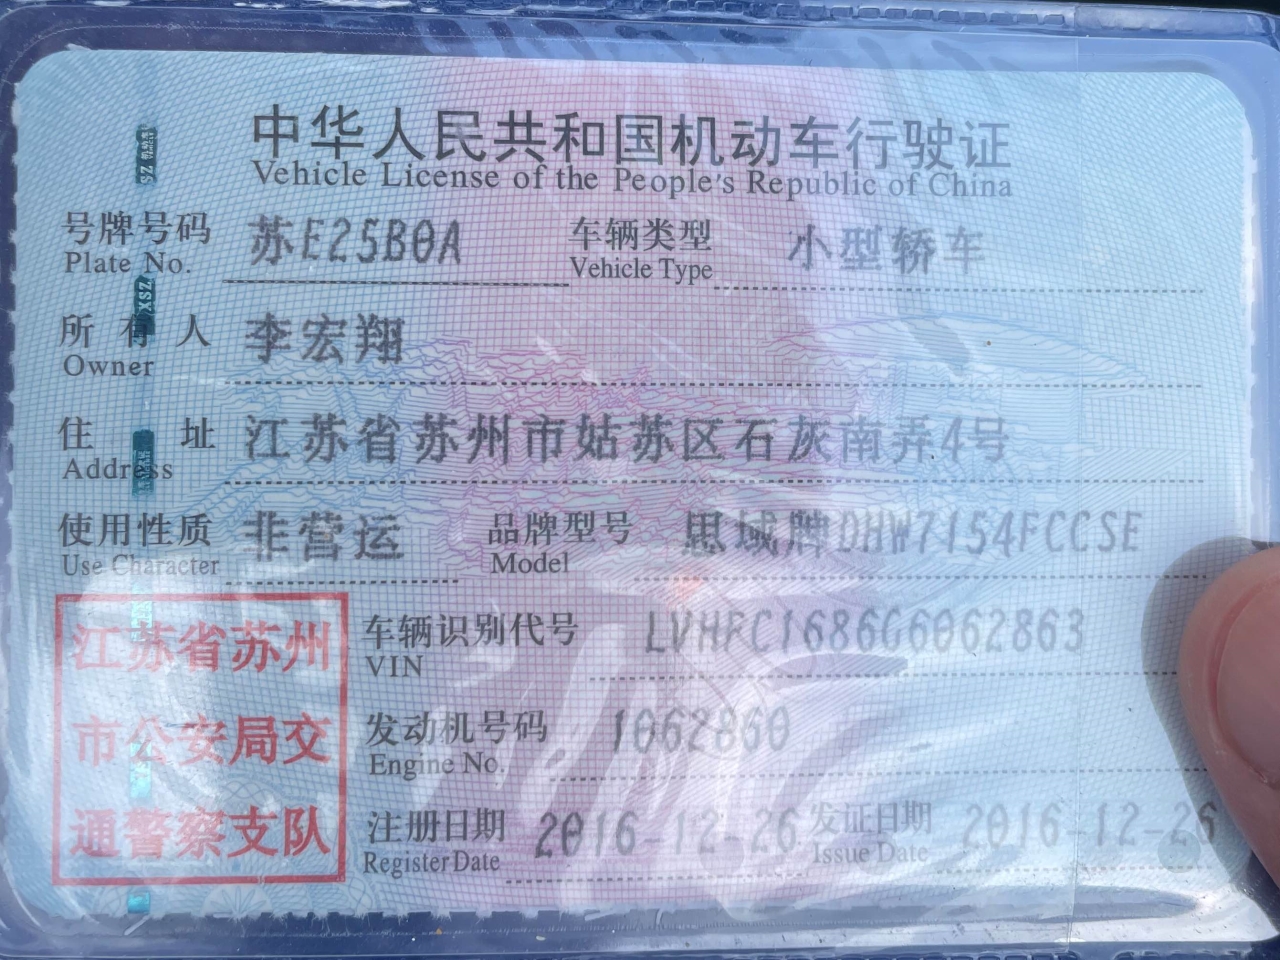 中华人民共和国机动车行驶证
Vehicle License of the People's Republic of China
号牌号码 苏E25B0A 车辆类型 小型轿车
Plate No. Vehicle Type
所有人 李宏翔
Owner
住址 江苏省苏州市姑苏区石灰南弄4号
Address
使用性质 非营运 品牌型号 思域牌DHW7154FCCSE
Use Character Model
江苏省苏州
市公安局交
通警察支队
车辆识别代号 LVHFC1686G6062863
VIN
发动机号码 1062860
Engine No.
注册日期 2016-12-26 发证日期 2016-12-26
Register Date Issue Date